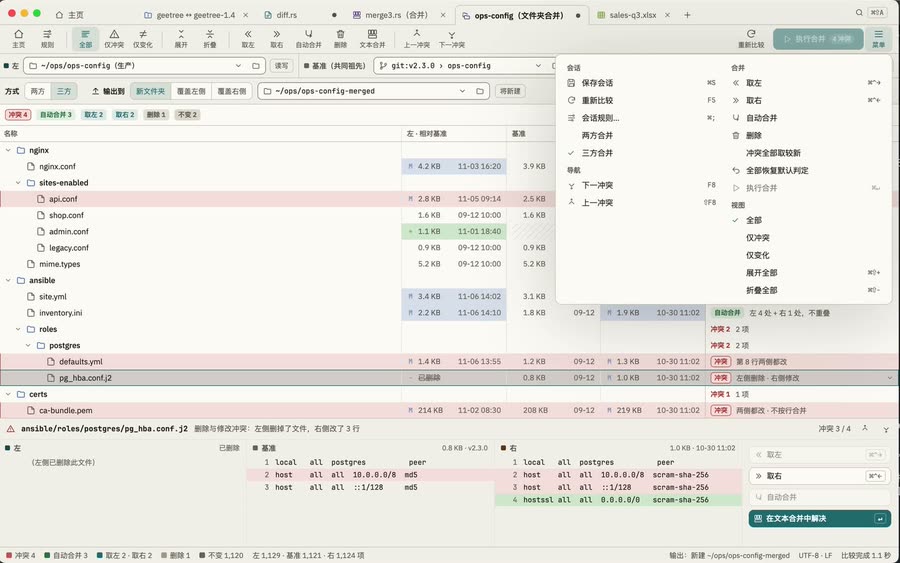 主页 geetree ↔ geetree-1.4 diff.rs merge3.rs（合并） ops-config（文件夹合并） sales-q3.xlsx ⌘⇧A
主页 规则 全部 仅冲突 仅变化 展开 折叠 取左 取右 自动合并 删除 文本合并 上一冲突 下一冲突 重新比较 执行合并 4 冲突 菜单
左 ~/ops/ops-config（生产） 读写 基准（共同祖先） git:v2.3.0 › ops-config
方式 两方 三方 输出到 新文件夹 覆盖左侧 覆盖右侧 ~/ops/ops-config-merged 将新建
冲突 4 自动合并 3 取左 2 取右 2 删除 1 不变 2
名称 左 · 相对基准 基准
nginx
nginx.conf M 4.2 KB 11-03 16:20 3.9 KB
sites-enabled
api.conf M 2.8 KB 11-05 09:14 2.5 KB
shop.conf 1.6 KB 09-12 10:00 1.6 KB
admin.conf + 1.1 KB 11-01 18:40
legacy.conf 0.9 KB 09-12 10:00 0.9 KB
mime.types 5.2 KB 09-12 10:00 5.2 KB
ansible
site.yml M 3.4 KB 11-06 14:02 3.1 KB
inventory.ini M 2.2 KB 11-06 14:10 1.8 KB 09-12 M 1.9 KB 10-30 11:02 自动合并 左 4 处 + 右 1 处，不重叠
roles 冲突 2 2 项
postgres 冲突 2 2 项
defaults.yml M 1.4 KB 11-06 13:55 1.2 KB 09-12 M 1.3 KB 10-30 11:02 冲突 第 8 行两侧都改
pg_hba.conf.j2 - 已删除 0.8 KB 09-12 M 1.0 KB 10-30 11:02 冲突 左侧删除 · 右侧修改
certs 冲突 1 1 项
ca-bundle.pem M 214 KB 11-02 08:30 208 KB 09-12 M 219 KB 10-30 11:02 冲突 两侧都改 · 不按行合并
会话
保存会话 ⌘S
重新比较 F5
会话规则… ⌘;
两方合并
三方合并
导航
下一冲突 F8
上一冲突 ⇧F8
合并
取左 ⌘⌃→
取右 ⌘⌃←
自动合并
删除
冲突全部取较新
全部恢复默认判定
执行合并 ⌘↵
视图
全部
仅冲突
仅变化
展开全部 ⌘⇧+
折叠全部 ⌘⇧-
ansible/roles/postgres/pg_hba.conf.j2 删除与修改冲突：左侧删掉了文件，右侧改了 3 行 冲突 3 / 4
左 已删除
（左侧已删除此文件）
基准 0.8 KB · v2.3.0
1 local all postgres peer
2 host all all 10.0.0.0/8 md5
3 host all all ::1/128 md5
右 1.0 KB · 10-30 11:02
1 local all postgres peer
2 host all all 10.0.0.0/8 scram-sha-256
3 host all all ::1/128 scram-sha-256
4 hostssl all all 0.0.0.0/0 scram-sha-256
取左 ⌘⌃→
取右 ⌘⌃←
自动合并
在文本合并中解决 ↵
冲突 4 自动合并 3 取左 2 · 取右 2 删除 1 不变 1,120 左 1,129 · 基准 1,121 · 右 1,124 项 输出：新建 ~/ops/ops-config-merged UTF-8 · LF 比较完成 1.1 秒